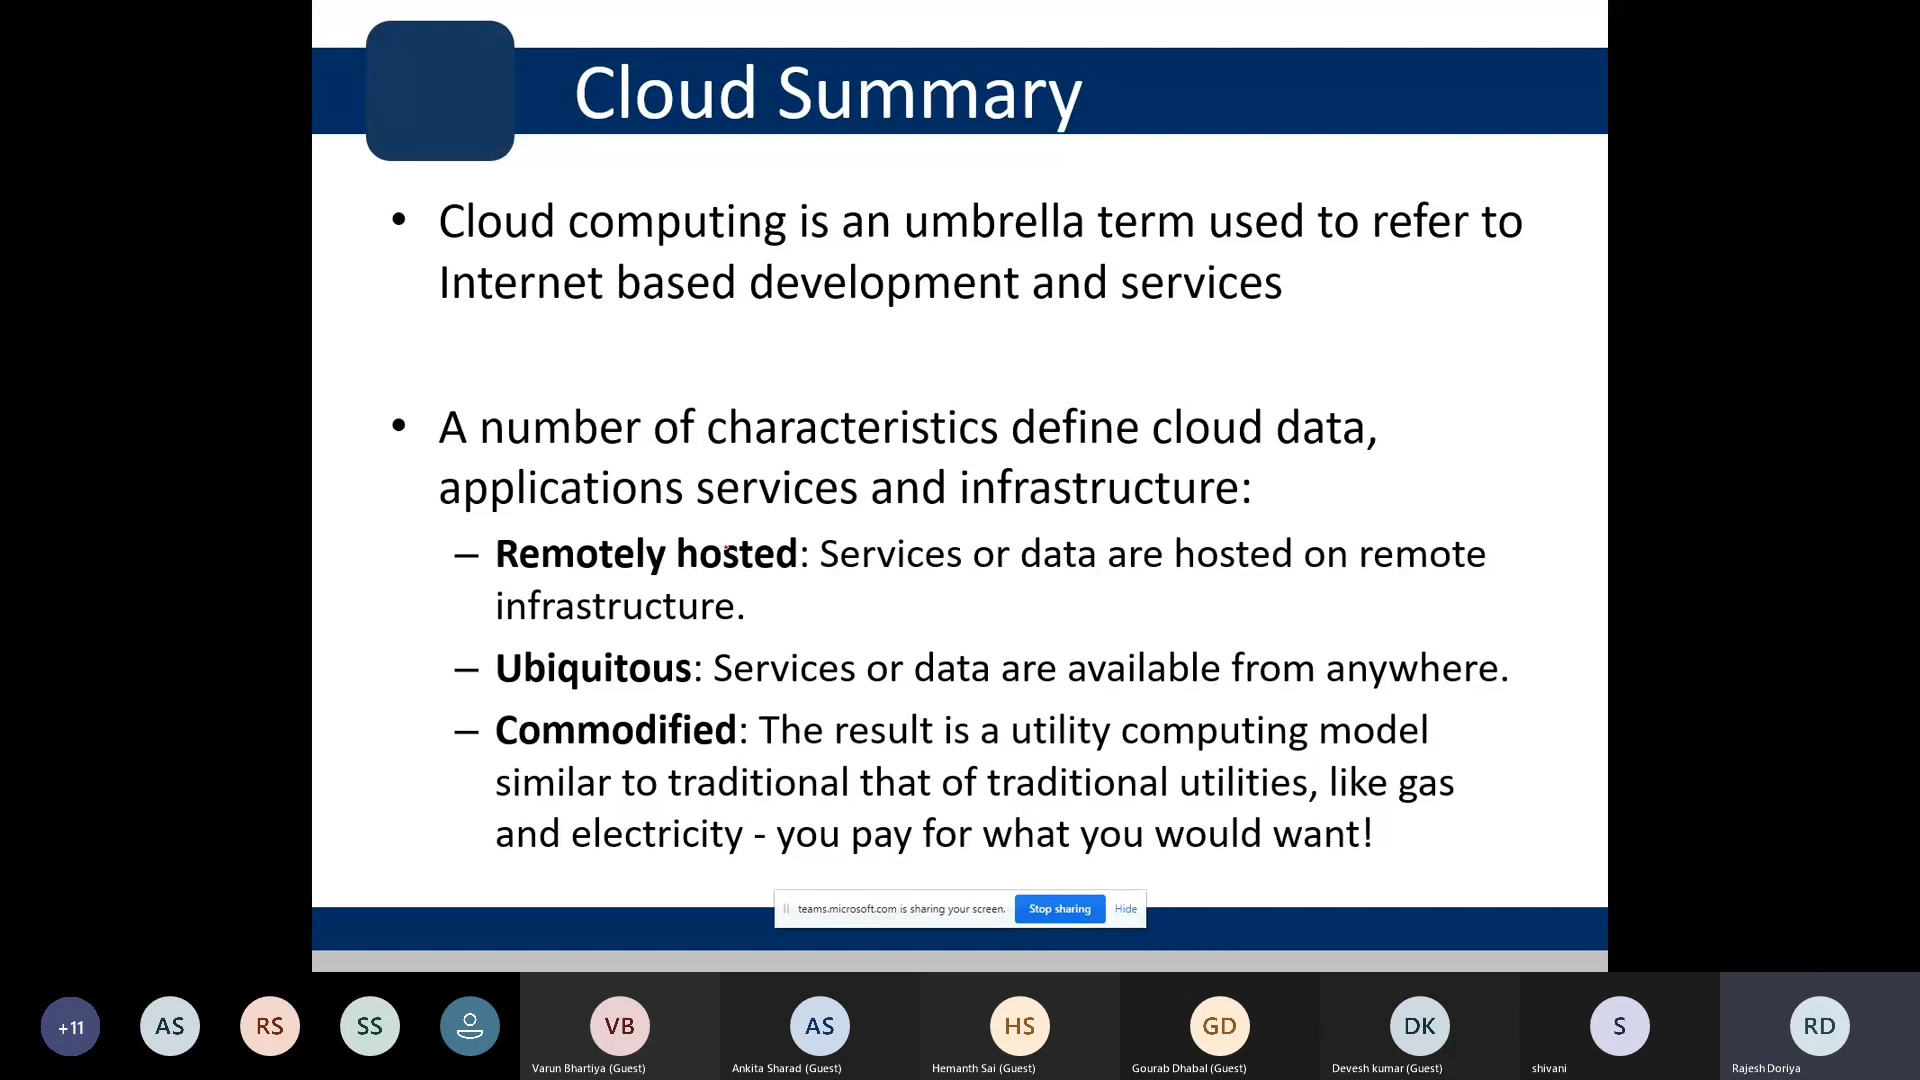 Cloud Summary
• Cloud computing is an umbrella term used to refer to
Internet based development and services
• A number of characteristics define cloud data,
applications services and infrastructure:
– Remotely hosted: Services or data are hosted on remote
infrastructure.
– Ubiquitous: Services or data are available from anywhere.
– Commodified: The result is a utility computing model
similar to traditional that of traditional utilities, like gas
and electricity - you pay for what you would want!
teams.microsoft.com is sharing your screen. Stop sharing Hide
+11 AS RS SS VB AS HS GD DK S RD
Varun Bhartiya (Guest) Ankita Sharad (Guest) Hemanth Sai (Guest) Gourab Dhabal (Guest) Devesh kumar (Guest) shivani Rajesh Doriya